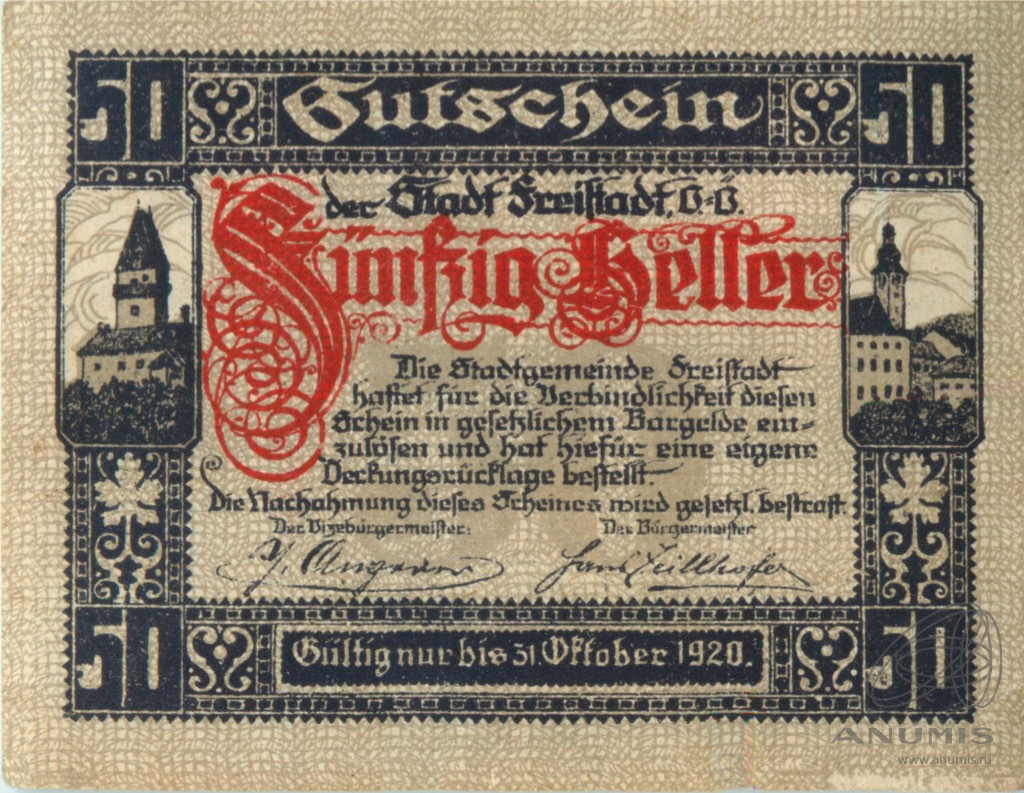 50 Gutschein 50
der Stadt Freistadt, O.-Ö.
Fünfzig Heller
Die Stadtgemeinde Freistadt
haftet für die Verbindlichkeit diesen
Schein in gesetzlichem Bargelde ein-
zulösen und hat hiefür eine eigene
Deckungsrücklage bestellt.
Die Nachahmung dieses Scheines wird gesetzl. bestraft.
Der Vizebürgermeister: Der Bürgermeister
Hans Zeillhofer
50 Gültig nur bis 31. Oktober 1920. 50
ANUMIS
www.anumis.ru